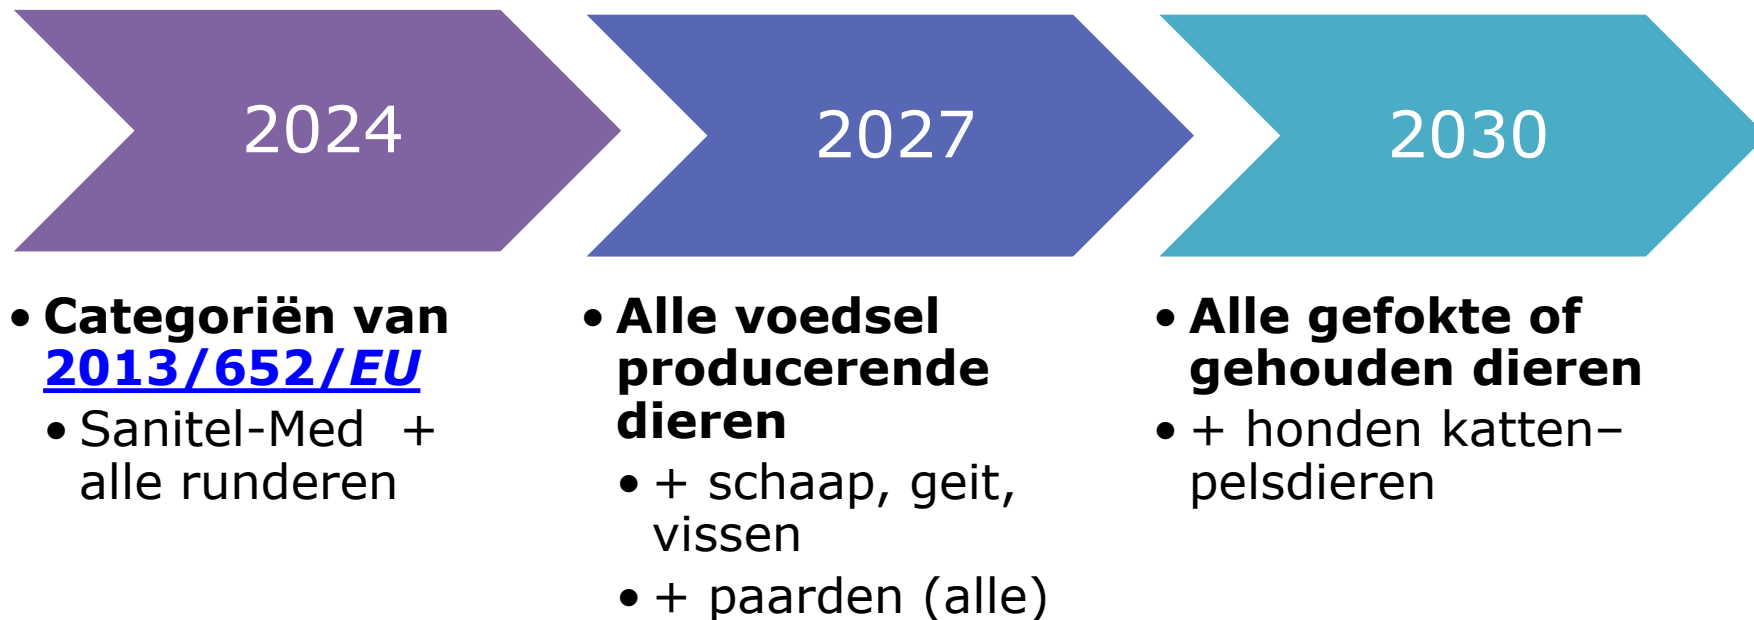 2024
2027
2030
• Categoriën van
2013/652/EU
• Sanitel-Med +
alle runderen
• Alle voedsel
producerende
dieren
• + schaap, geit,
vissen
• + paarden (alle)
• Alle gefokte of
gehouden dieren
• + honden katten–
pelsdieren